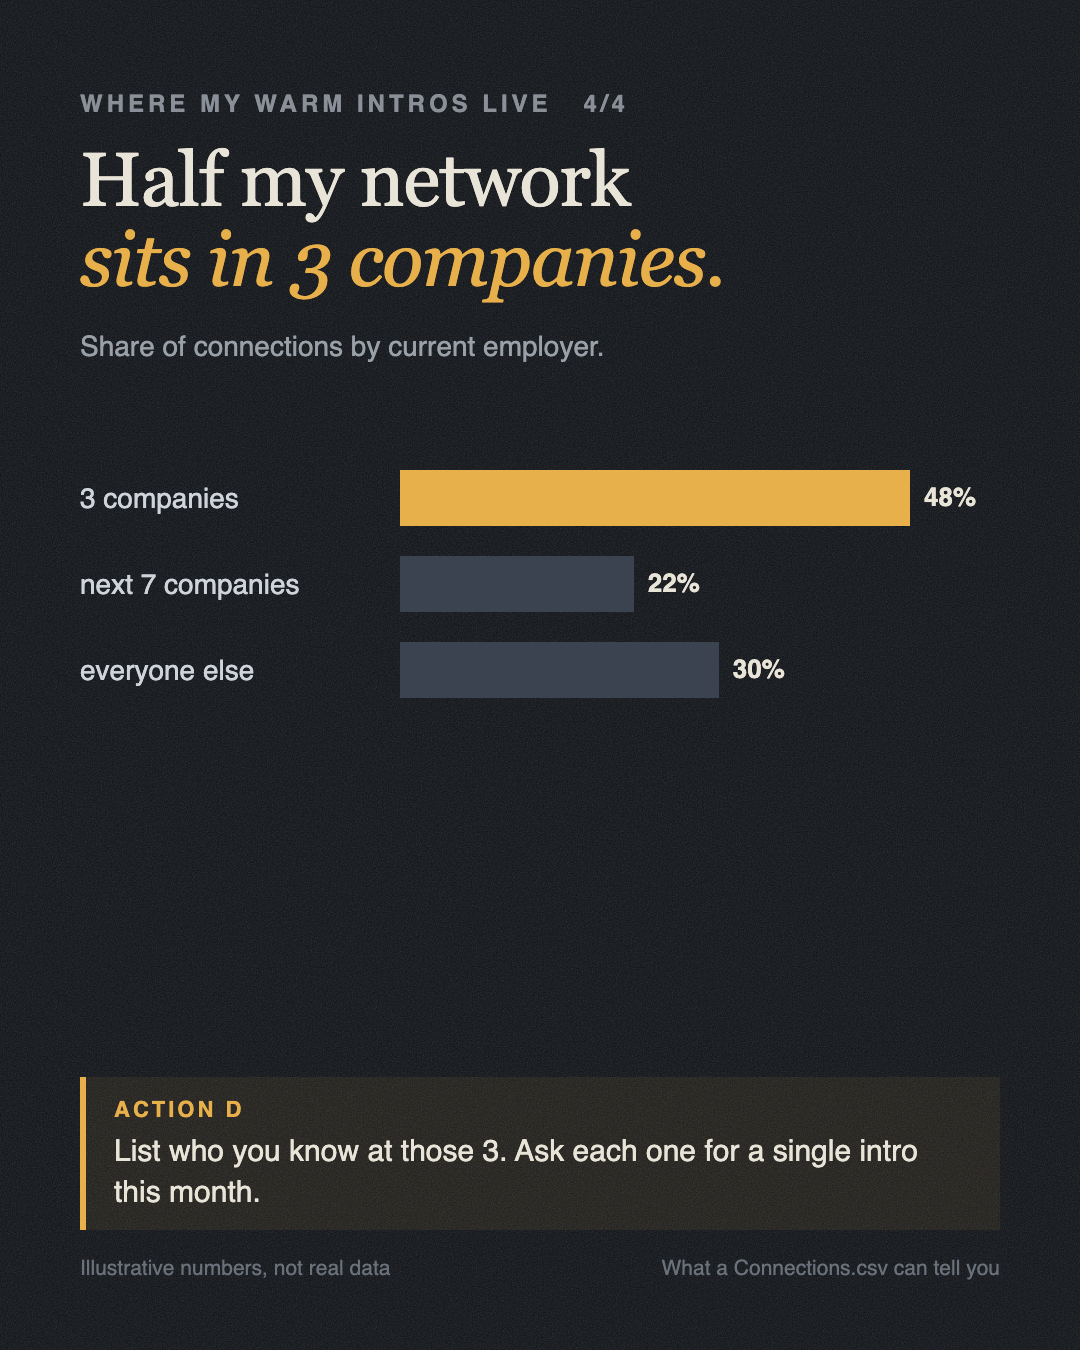 WHERE MY WARM INTROS LIVE 4/4
Half my network
sits in 3 companies.
Share of connections by current employer.
3 companies 48%
next 7 companies 22%
everyone else 30%
ACTION D
List who you know at those 3. Ask each one for a single intro
this month.
Illustrative numbers, not real data What a Connections.csv can tell you